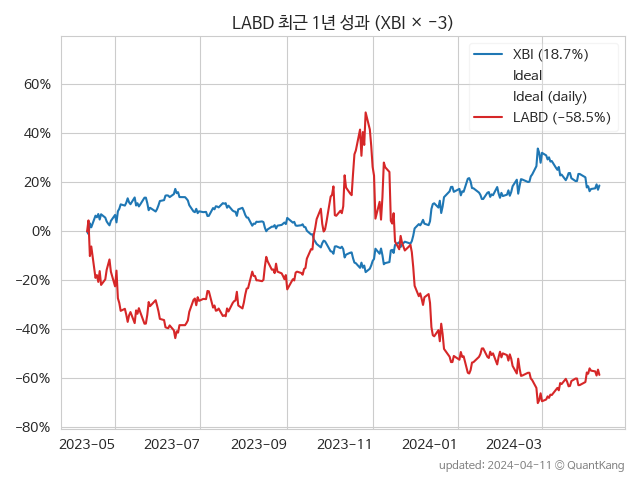 LABD 최근 1년 성과 (XBI × −3)
XBI (18.7%)
Ideal
Ideal (daily)
LABD (−58.5%)
60%
40%
20%
0%
−20%
−40%
−60%
−80%
2023-05 2023-07 2023-09 2023-11 2024-01 2024-03
updated: 2024-04-11 © QuantKang